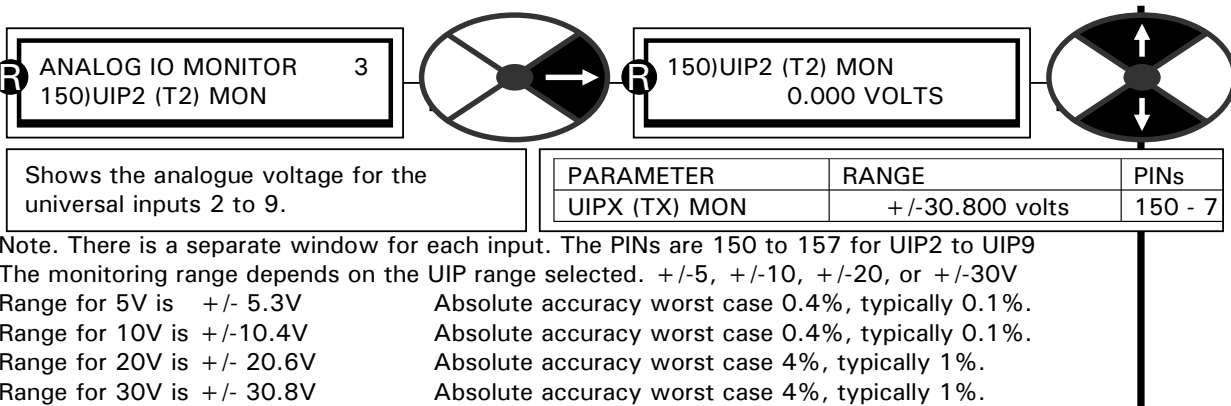 R ANALOG IO MONITOR 3
150)UIP2 (T2) MON
R 150)UIP2 (T2) MON
0.000 VOLTS
Shows the analogue voltage for the
universal inputs 2 to 9.
PARAMETER RANGE PINs
UIPX (TX) MON +/-30.800 volts 150 - 7
Note. There is a separate window for each input. The PINs are 150 to 157 for UIP2 to UIP9
The monitoring range depends on the UIP range selected. +/-5, +/-10, +/-20, or +/-30V
Range for 5V is +/- 5.3V Absolute accuracy worst case 0.4%, typically 0.1%.
Range for 10V is +/-10.4V Absolute accuracy worst case 0.4%, typically 0.1%.
Range for 20V is +/- 20.6V Absolute accuracy worst case 4%, typically 1%.
Range for 30V is +/- 30.8V Absolute accuracy worst case 4%, typically 1%.